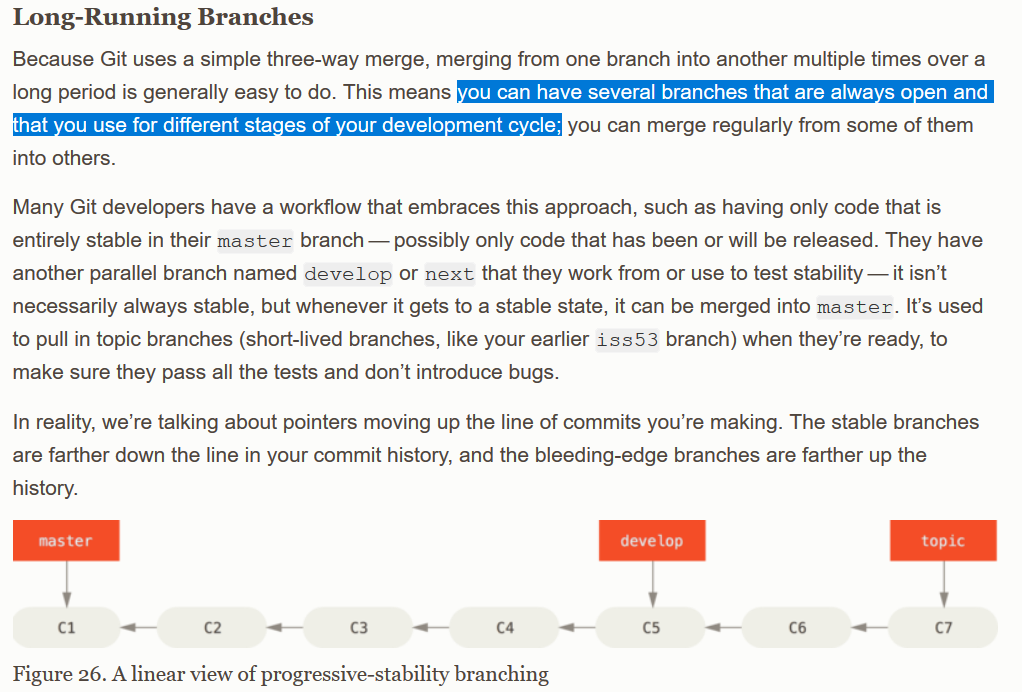 Long-Running Branches
Because Git uses a simple three-way merge, merging from one branch into another multiple times over a
long period is generally easy to do. This means you can have several branches that are always open and
that you use for different stages of your development cycle; you can merge regularly from some of them
into others.
Many Git developers have a workflow that embraces this approach, such as having only code that is
entirely stable in their master branch — possibly only code that has been or will be released. They have
another parallel branch named develop or next that they work from or use to test stability — it isn’t
necessarily always stable, but whenever it gets to a stable state, it can be merged into master. It’s used
to pull in topic branches (short-lived branches, like your earlier iss53 branch) when they’re ready, to
make sure they pass all the tests and don’t introduce bugs.
In reality, we’re talking about pointers moving up the line of commits you’re making. The stable branches
are farther down the line in your commit history, and the bleeding-edge branches are farther up the
history.
master develop topic
C1 C2 C3 C4 C5 C6 C7
Figure 26. A linear view of progressive-stability branching